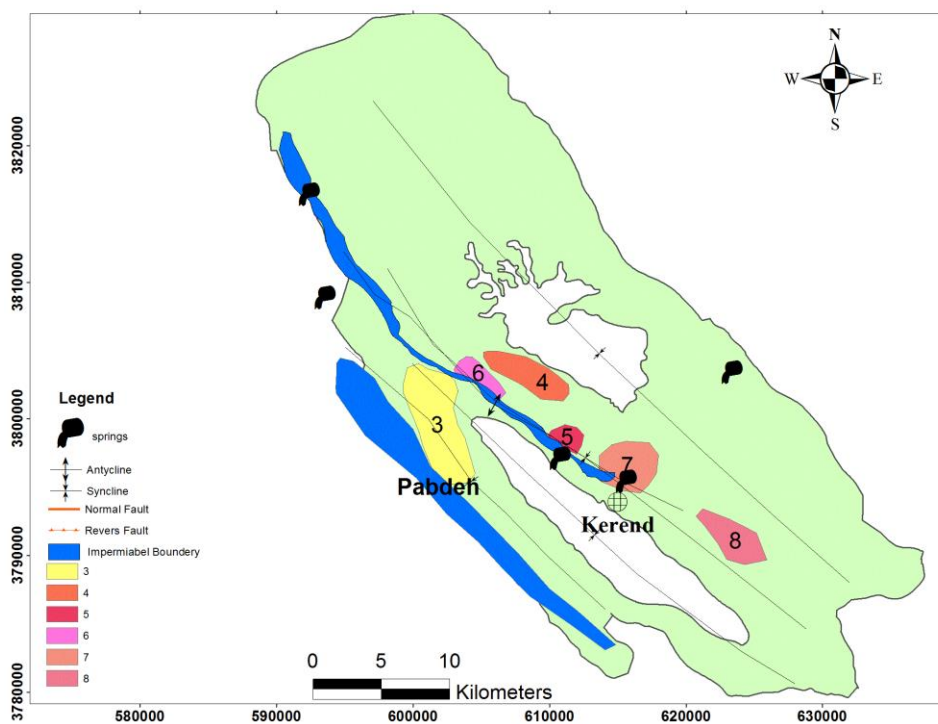 N
W E
S
3820000
3810000
3800000
3790000
3780000
6
4
3
5
7
8
Pabdeh
Kerend
Legend
springs
Antycline
Syncline
Normal Fault
Revers Fault
Impermiabel Boundary
3
4
5
6
7
8
0 5 10
Kilometers
580000 590000 600000 610000 620000 630000